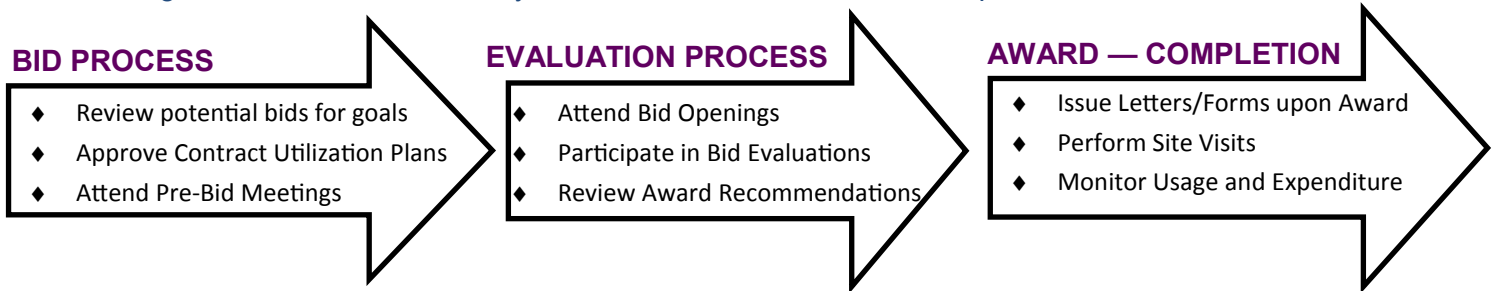 BID PROCESS
♦ Review potential bids for goals
♦ Approve Contract Utilization Plans
♦ Attend Pre-Bid Meetings
EVALUATION PROCESS
♦ Attend Bid Openings
♦ Participate in Bid Evaluations
♦ Review Award Recommendations
AWARD — COMPLETION
♦ Issue Letters/Forms upon Award
♦ Perform Site Visits
♦ Monitor Usage and Expenditure